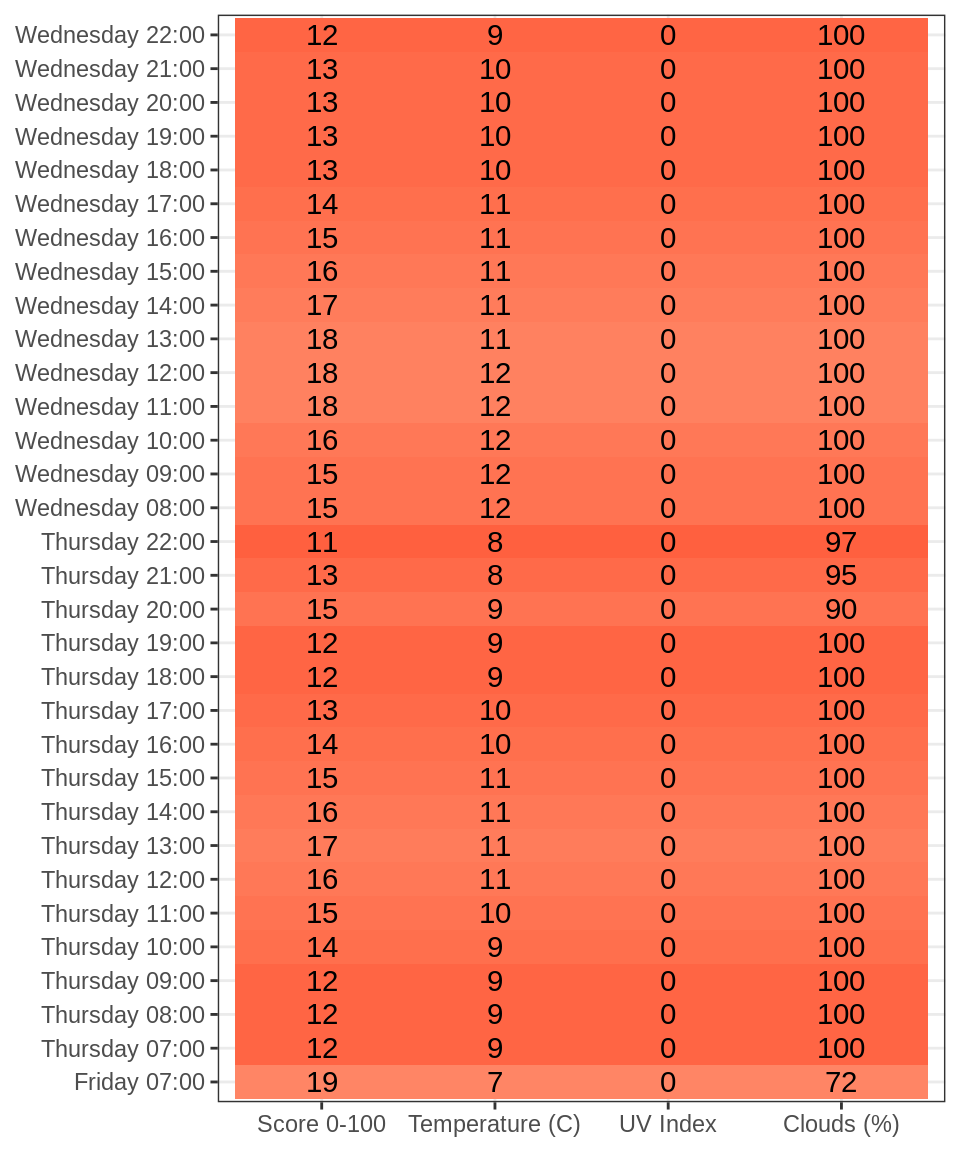 Wednesday 22:00 12 9 0 100
Wednesday 21:00 13 10 0 100
Wednesday 20:00 13 10 0 100
Wednesday 19:00 13 10 0 100
Wednesday 18:00 13 10 0 100
Wednesday 17:00 14 11 0 100
Wednesday 16:00 15 11 0 100
Wednesday 15:00 16 11 0 100
Wednesday 14:00 17 11 0 100
Wednesday 13:00 18 11 0 100
Wednesday 12:00 18 12 0 100
Wednesday 11:00 18 12 0 100
Wednesday 10:00 16 12 0 100
Wednesday 09:00 15 12 0 100
Wednesday 08:00 15 12 0 100
Thursday 22:00 11 8 0 97
Thursday 21:00 13 8 0 95
Thursday 20:00 15 9 0 90
Thursday 19:00 12 9 0 100
Thursday 18:00 12 9 0 100
Thursday 17:00 13 10 0 100
Thursday 16:00 14 10 0 100
Thursday 15:00 15 11 0 100
Thursday 14:00 16 11 0 100
Thursday 13:00 17 11 0 100
Thursday 12:00 16 11 0 100
Thursday 11:00 15 10 0 100
Thursday 10:00 14 9 0 100
Thursday 09:00 12 9 0 100
Thursday 08:00 12 9 0 100
Thursday 07:00 12 9 0 100
Friday 07:00 19 7 0 72
Score 0-100 Temperature (C) UV Index Clouds (%)